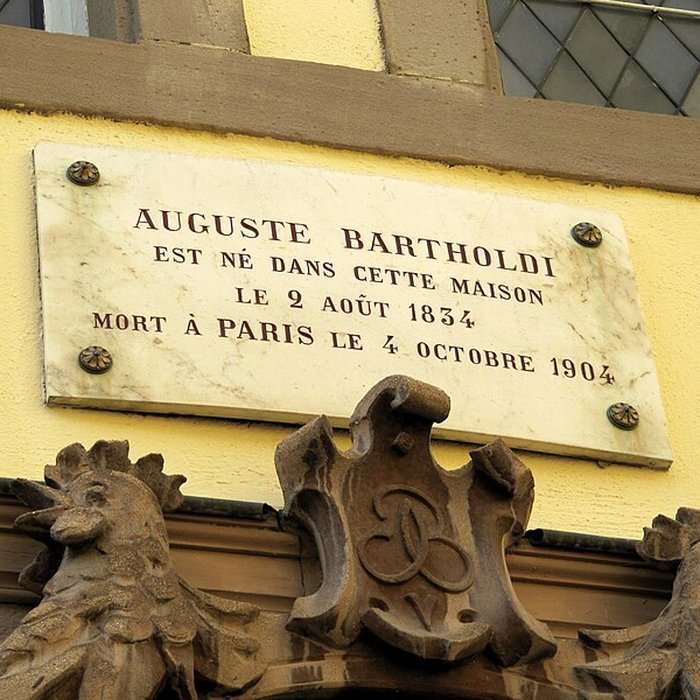 AUGUSTE BARTHOLDI
EST NÉ DANS CETTE MAISON
LE 2 AOÛT 1834
MORT À PARIS LE 4 OCTOBRE 1904